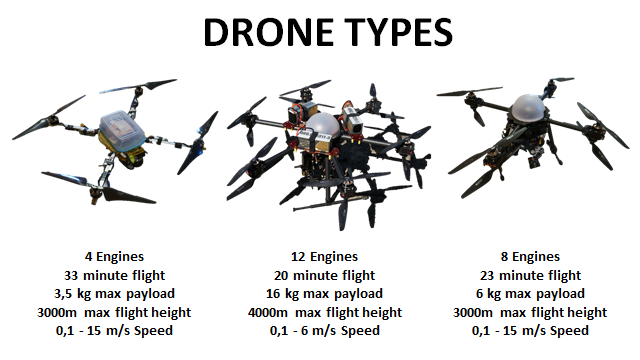 DRONE TYPES
4 Engines
33 minute flight
3,5 kg max payload
3000m max flight height
0,1 - 15 m/s Speed
12 Engines
20 minute flight
16 kg max payload
4000m max flight height
0,1 - 6 m/s Speed
8 Engines
23 minute flight
6 kg max payload
3000m max flight height
0,1 - 15 m/s Speed